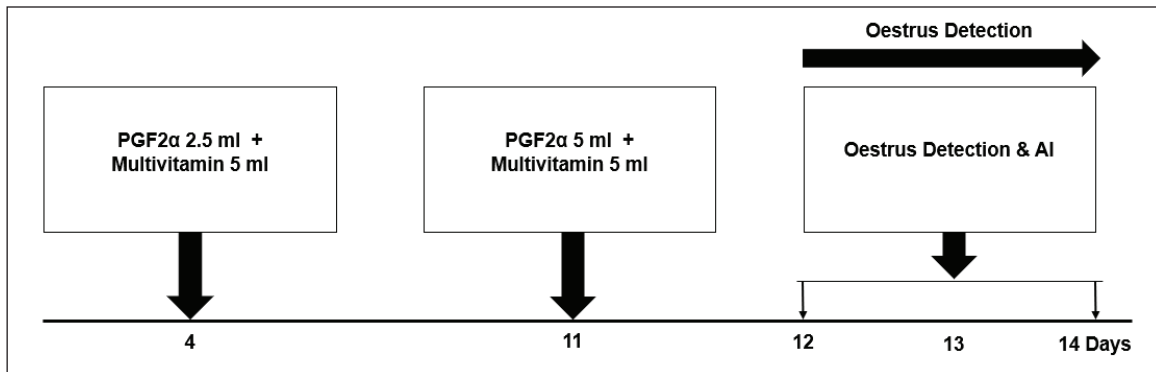 Oestrus Detection
PGF2α 2.5 ml +
Multivitamin 5 ml
PGF2α 5 ml +
Multivitamin 5 ml
Oestrus Detection & AI
4
11
12
13
14 Days